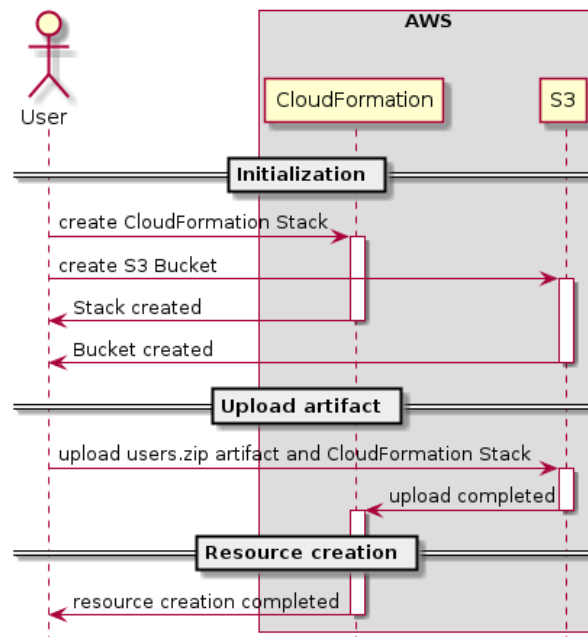 AWS
User
CloudFormation
S3
Initialization
create CloudFormation Stack
create S3 Bucket
Stack created
Bucket created
Upload artifact
upload users.zip artifact and CloudFormation Stack
upload completed
Resource creation
resource creation completed